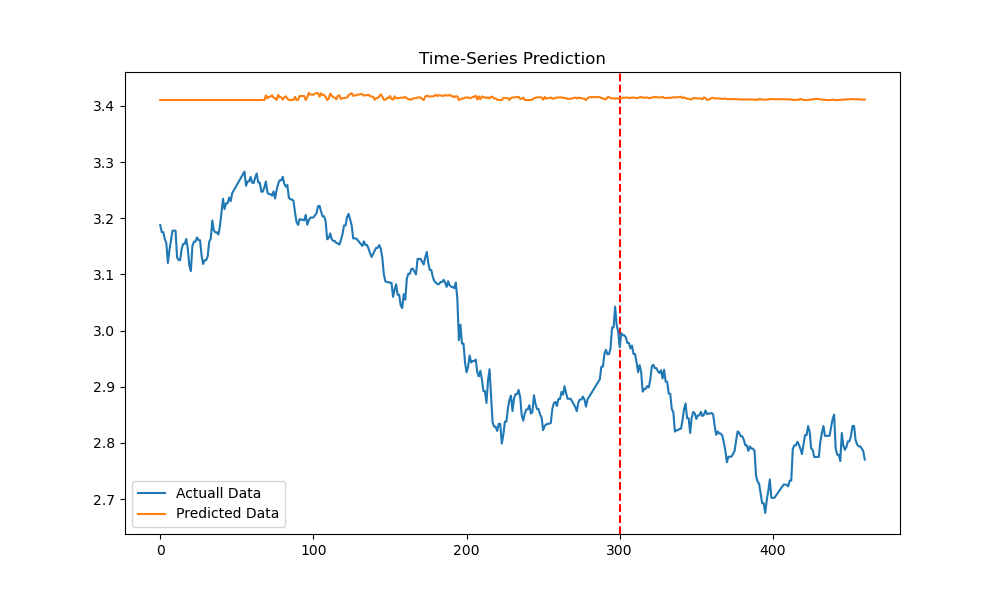 Time-Series Prediction
3.4
3.3
3.2
3.1
3.0
2.9
2.8
2.7
Actuall Data
Predicted Data
0 100 200 300 400